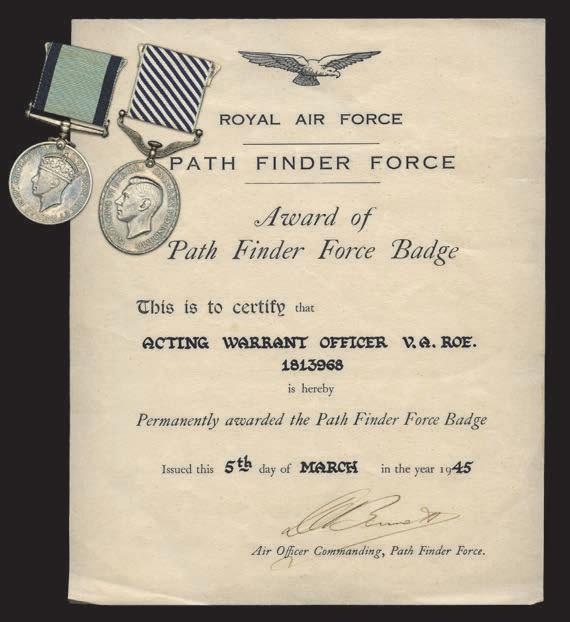 ROYAL AIR FORCE
PATH FINDER FORCE
Award of
Path Finder Force Badge
This is to certify that
ACTING WARRANT OFFICER V.A. ROE.
1813968
is hereby
Permanently awarded the Path Finder Force Badge
Issued this 5th day of MARCH in the year 1945
Air Officer Commanding, Path Finder Force.